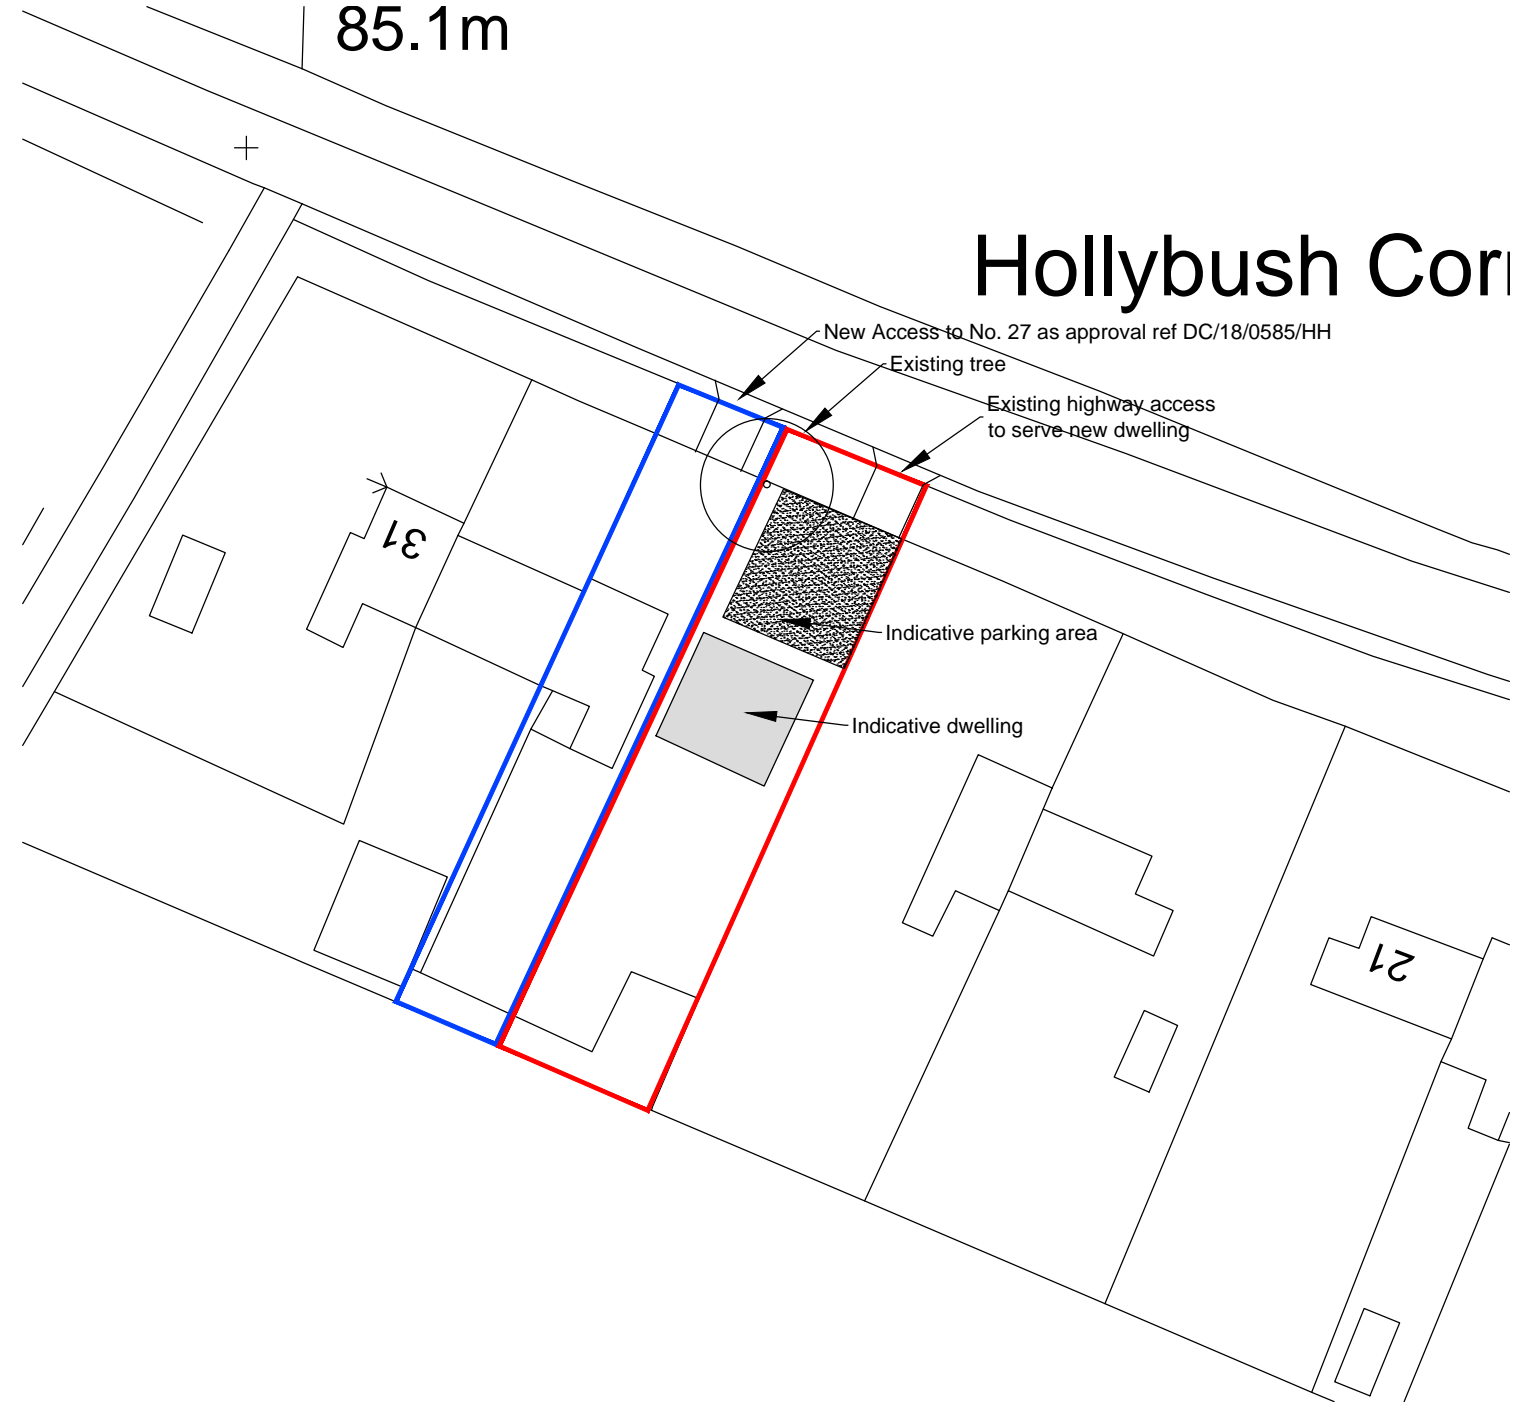 85.1m
Hollybush Cor
New Access to No. 27 as approval ref DC/18/0585/HH
Existing tree
Existing highway access
to serve new dwelling
31
Indicative parking area
Indicative dwelling
21